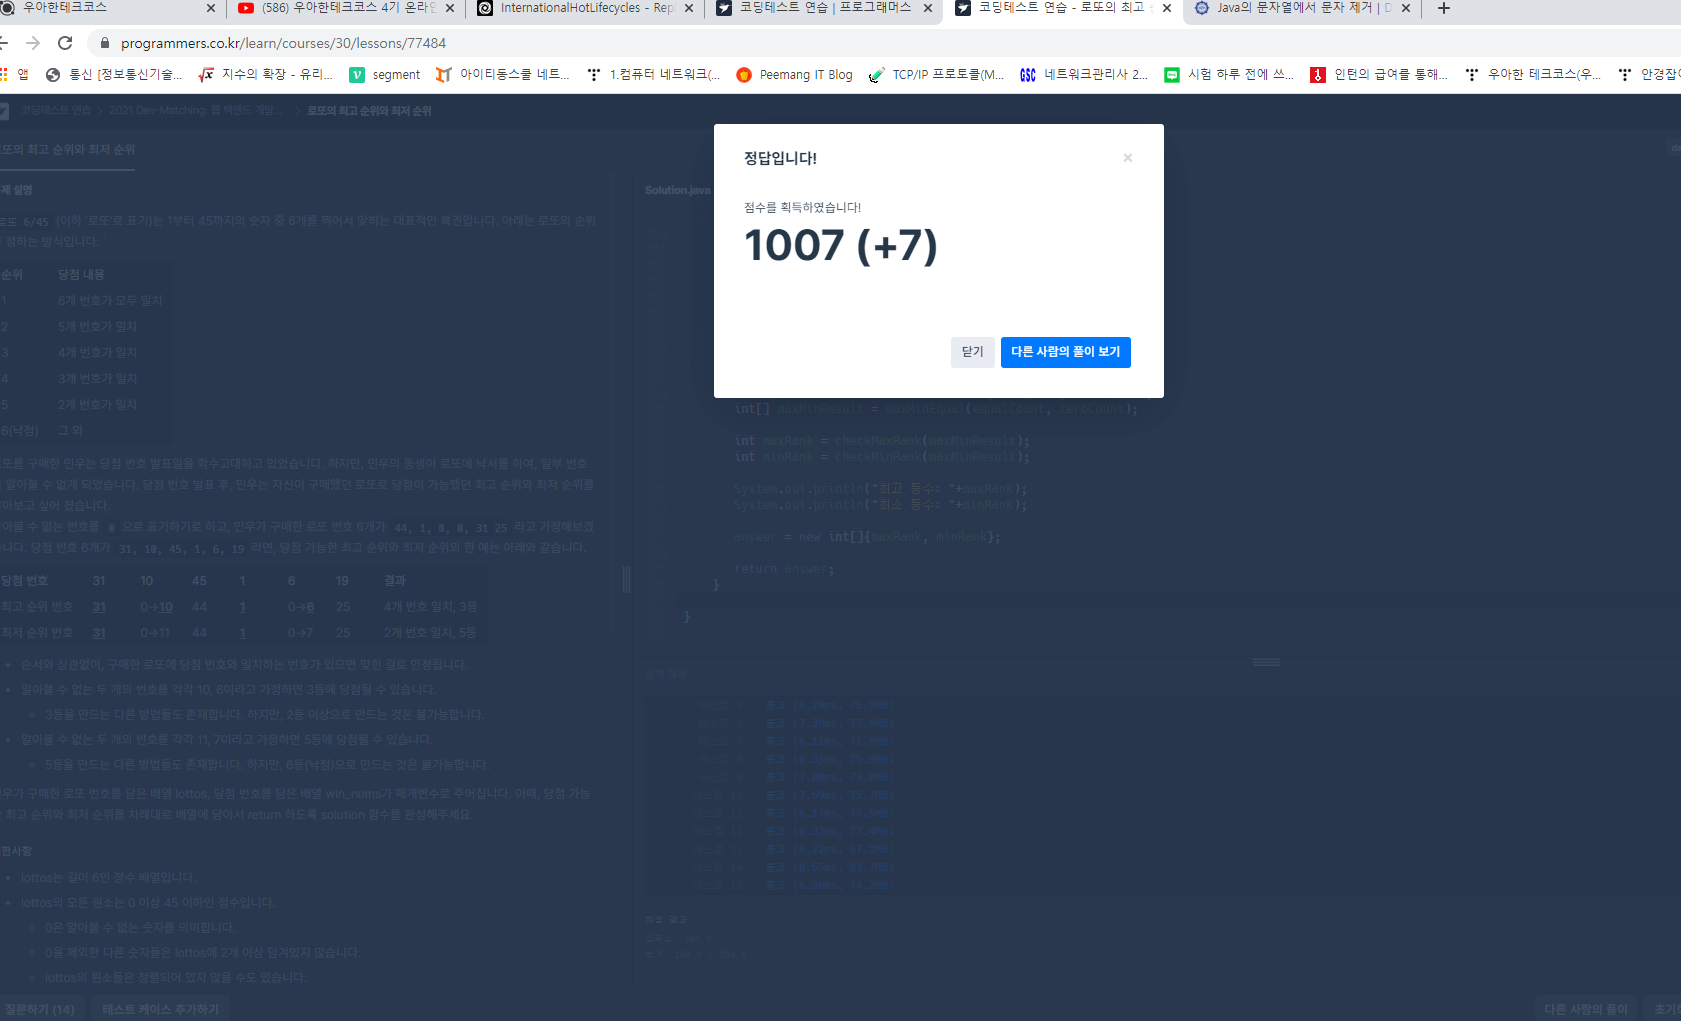 우아한테크코스
(586) 우아한테크코스 4기 온라인
InternationalHotLifecycles - Repl
코딩테스트 연습 | 프로그래머스
코딩테스트 연습 - 로또의 최고
Java의 문자열에서 문자 제거 | D
programmers.co.kr/learn/courses/30/lessons/77484
앱
통신 [정보통신기술...
지수의 확장 - 유리...
segment
아이티동스쿨 네트...
1.컴퓨터 네트워크(...
Peemang IT Blog
TCP/IP 프로토콜(M...
네트워크관리사 2...
시험 하루 전에 쓰...
인턴의 급여를 통해...
우아한 테크코스(우...
안경잡이
코딩테스트 연습 > 2021 Dev-Matching: 웹 백엔드 개발... > 로또의 최고 순위와 최저 순위
또의 최고 순위와 최저 순위
제 설명
Solution.java
정답입니다!
×
점수를 획득하였습니다!
1007 (+7)
닫기
다른 사람의 풀이 보기
로또 6/45 (이하 '로또'로 표기)는 1부터 45까지의 숫자 중 6개를 찍어서 맞히는 대표적인 복권입니다. 아래는 로또의 순위
를 정하는 방식입니다.
순위 당첨 내용
1 6개 번호가 모두 일치
2 5개 번호가 일치
3 4개 번호가 일치
4 3개 번호가 일치
5 2개 번호가 일치
6(낙첨) 그 외
로또를 구매한 민우는 당첨 번호 발표일을 학수고대하고 있었습니다. 하지만, 민우의 동생이 로또에 낙서를 하여, 일부 번호
를 알아볼 수 없게 되었습니다. 당첨 번호 발표 후, 민우는 자신이 구매했던 로또로 당첨이 가능했던 최고 순위와 최저 순위를
알아보고 싶어 졌습니다.
알아볼 수 없는 번호를 0 으로 표기하기로 하고, 민우가 구매한 로또 번호 6개가 44, 1, 0, 0, 31 25 라고 가정해보겠
습니다. 당첨 번호 6개가 31, 10, 45, 1, 6, 19 라면, 당첨 가능한 최고 순위와 최저 순위의 한 예는 아래와 같습니다.
당첨 번호 31 10 45 1 6 19 결과
최고 순위 번호 31 0→10 44 1 0→6 25 4개 번호 일치, 3등
최저 순위 번호 31 0→11 44 1 0→7 25 2개 번호 일치, 5등
순서와 상관없이, 구매한 로또에 당첨 번호와 일치하는 번호가 있으면 맞힌 걸로 인정됩니다.
알아볼 수 없는 두 개의 번호를 각각 10, 6이라고 가정하면 3등에 당첨될 수 있습니다.
3등을 만드는 다른 방법들도 존재합니다. 하지만, 2등 이상으로 만드는 것은 불가능합니다.
알아볼 수 없는 두 개의 번호를 각각 11, 7이라고 가정하면 5등에 당첨될 수 있습니다.
5등을 만드는 다른 방법들도 존재합니다. 하지만, 6등(낙첨)으로 만드는 것은 불가능합니다.
민우가 구매한 로또 번호를 담은 배열 lottos, 당첨 번호를 담은 배열 win_nums가 매개변수로 주어집니다. 이때, 당첨 가능
한 최고 순위와 최저 순위를 차례대로 배열에 담아서 return 하도록 solution 함수를 완성해주세요.
한사항
lottos는 길이 6인 정수 배열입니다.
lottos의 모든 원소는 0 이상 45 이하인 정수입니다.
0은 알아볼 수 없는 숫자를 의미합니다.
0을 제외한 다른 숫자들은 lottos에 2개 이상 담겨있지 않습니다.
lottos의 원소들은 정렬되어 있지 않을 수도 있습니다.
int[] maxMinResult = maxMinEqual(equalCount, zeroCount);
int maxRank = checkMaxRank(maxMinResult);
int minRank = checkMinRank(maxMinResult);
System.out.println("최고 등수: "+maxRank);
System.out.println("최소 등수: "+minRank);
answer = new int[]{maxRank, minRank};
return answer;
}
}
실행 결과
채점 결과
질문하기 (14)
테스트 케이스 추가하기
다른 사람의 풀이
초기